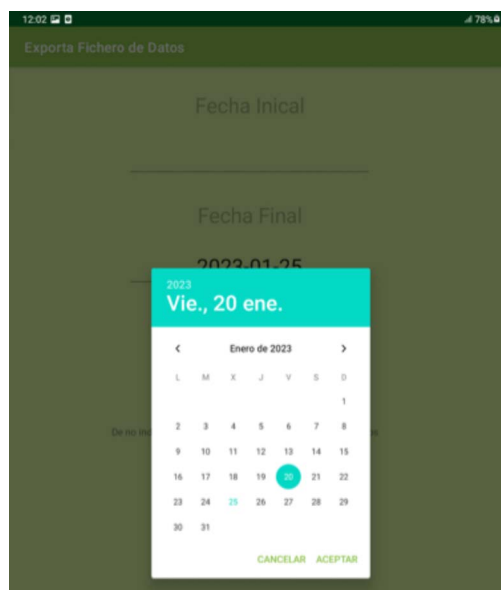 12:02 78%
Exporta Fichero de Datos
Fecha Inical
Fecha Final
2023-01-25
2023
Vie., 20 ene.
Enero de 2023
L M X J V S D
1
2 3 4 5 6 7 8
9 10 11 12 13 14 15
16 17 18 19 20 21 22
23 24 25 26 27 28 29
30 31
De no
CANCELAR ACEPTAR